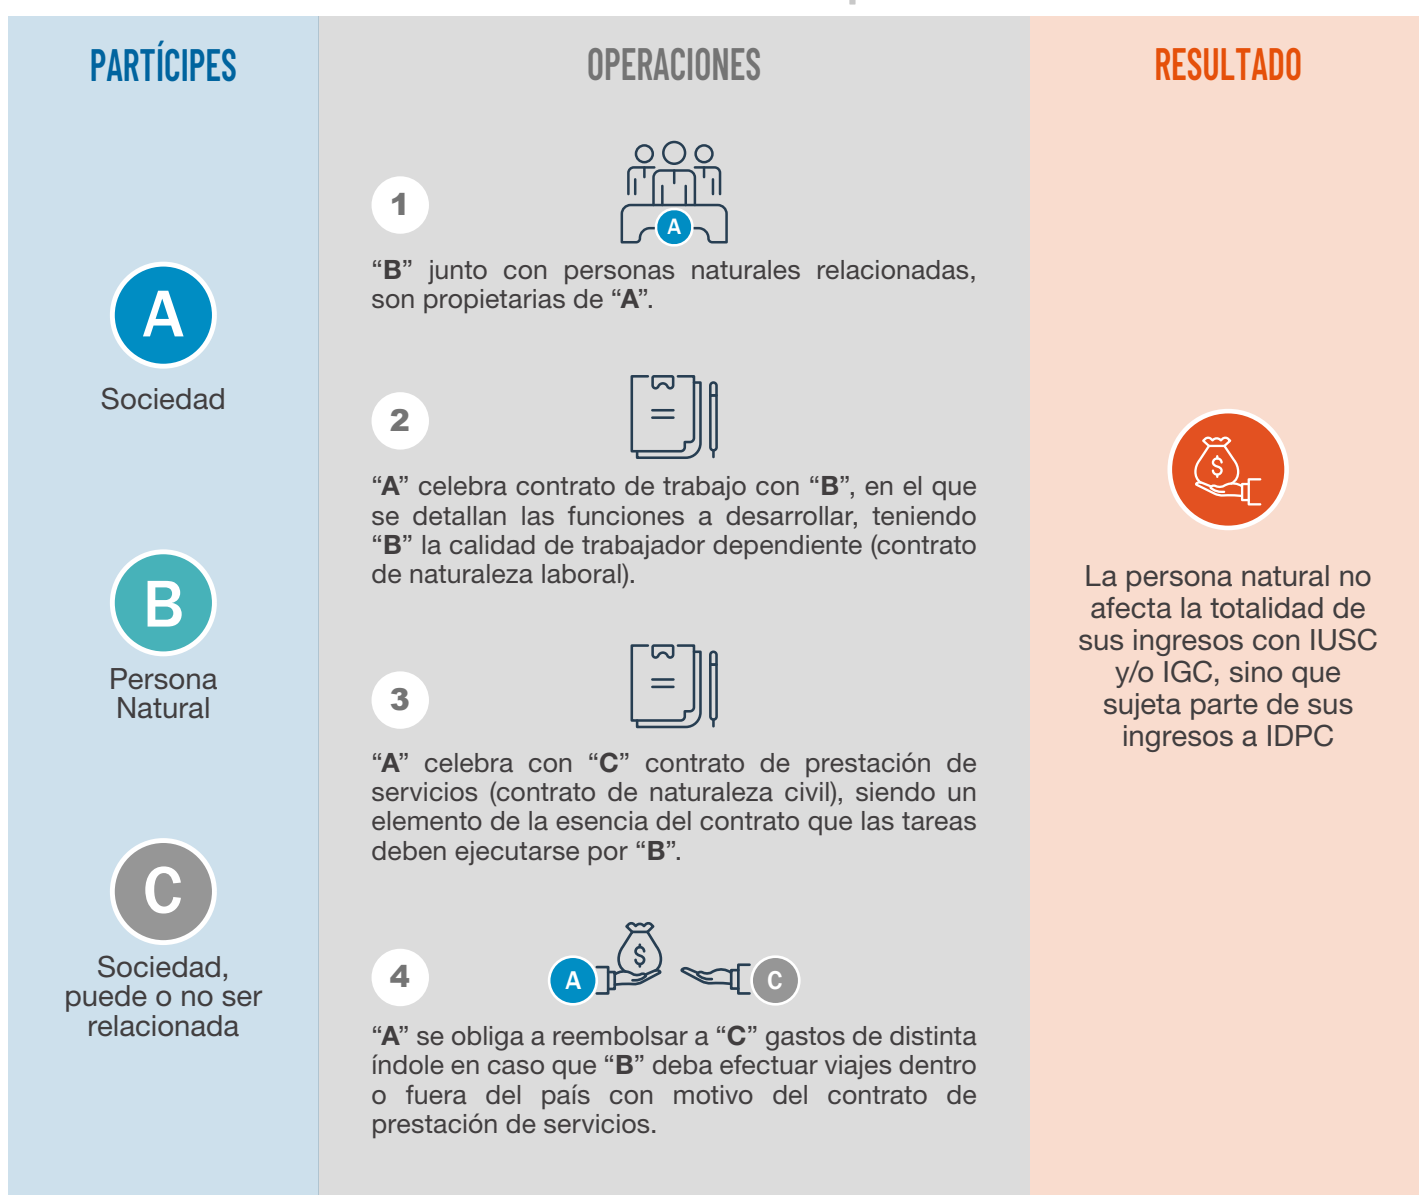 PARTÍCIPES
A
Sociedad
B
Persona
Natural
C
Sociedad,
puede o no ser
relacionada
OPERACIONES
1
A
“B” junto con personas naturales relacionadas,
son propietarias de “A”.
2
“A” celebra contrato de trabajo con “B”, en el que
se detallan las funciones a desarrollar, teniendo
“B” la calidad de trabajador dependiente (contrato
de naturaleza laboral).
3
“A” celebra con “C” contrato de prestación de
servicios (contrato de naturaleza civil), siendo un
elemento de la esencia del contrato que las tareas
deben ejecutarse por “B”.
4
A
$
C
“A” se obliga a reembolsar a “C” gastos de distinta
índole en caso que “B” deba efectuar viajes dentro
o fuera del país con motivo del contrato de
prestación de servicios.
RESULTADO
$
La persona natural no
afecta la totalidad de
sus ingresos con IUSC
y/o IGC, sino que
sujeta parte de sus
ingresos a IDPC